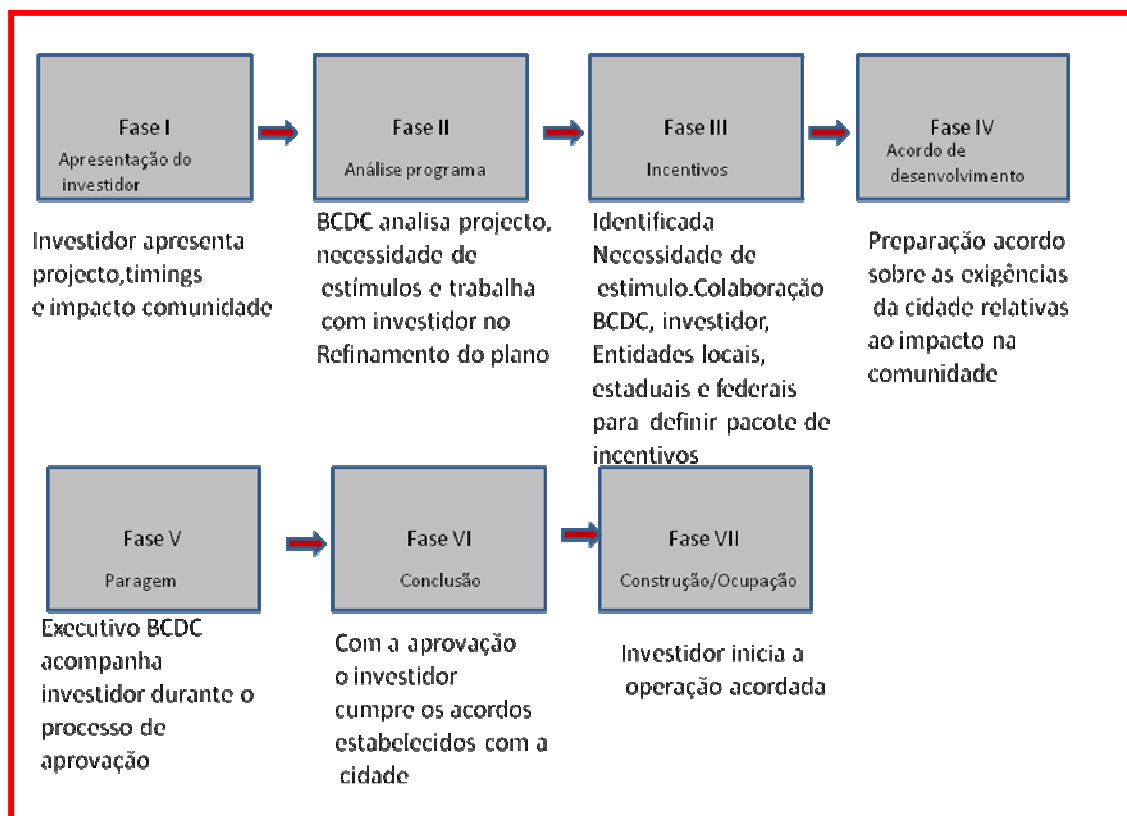 Fase I
Apresentação do
investidor
Investidor apresenta
projecto,timings
e impacto comunidade
Fase II
Análise programa
BCDC analisa projecto,
necessidade de
estímulos e trabalha
com investidor no
Refinamento do plano
Fase III
Incentivos
Identificada
Necessidade de
estimulo.Colaboração
BCDC, investidor,
Entidades locais,
estaduais e federais
para definir pacote de
incentivos
Fase IV
Acordo de
desenvolvimento
Preparação acordo
sobre as exigências
da cidade relativas
ao impacto na
comunidade
Fase V
Paragem
Executivo BCDC
acompanha
investidor durante o
processo de
aprovação
Fase VI
Conclusão
Com a aprovação
o investidor
cumpre os acordos
estabelecidos com a
cidade
Fase VII
Construção/Ocupação
Investidor inicia a
operação acordada